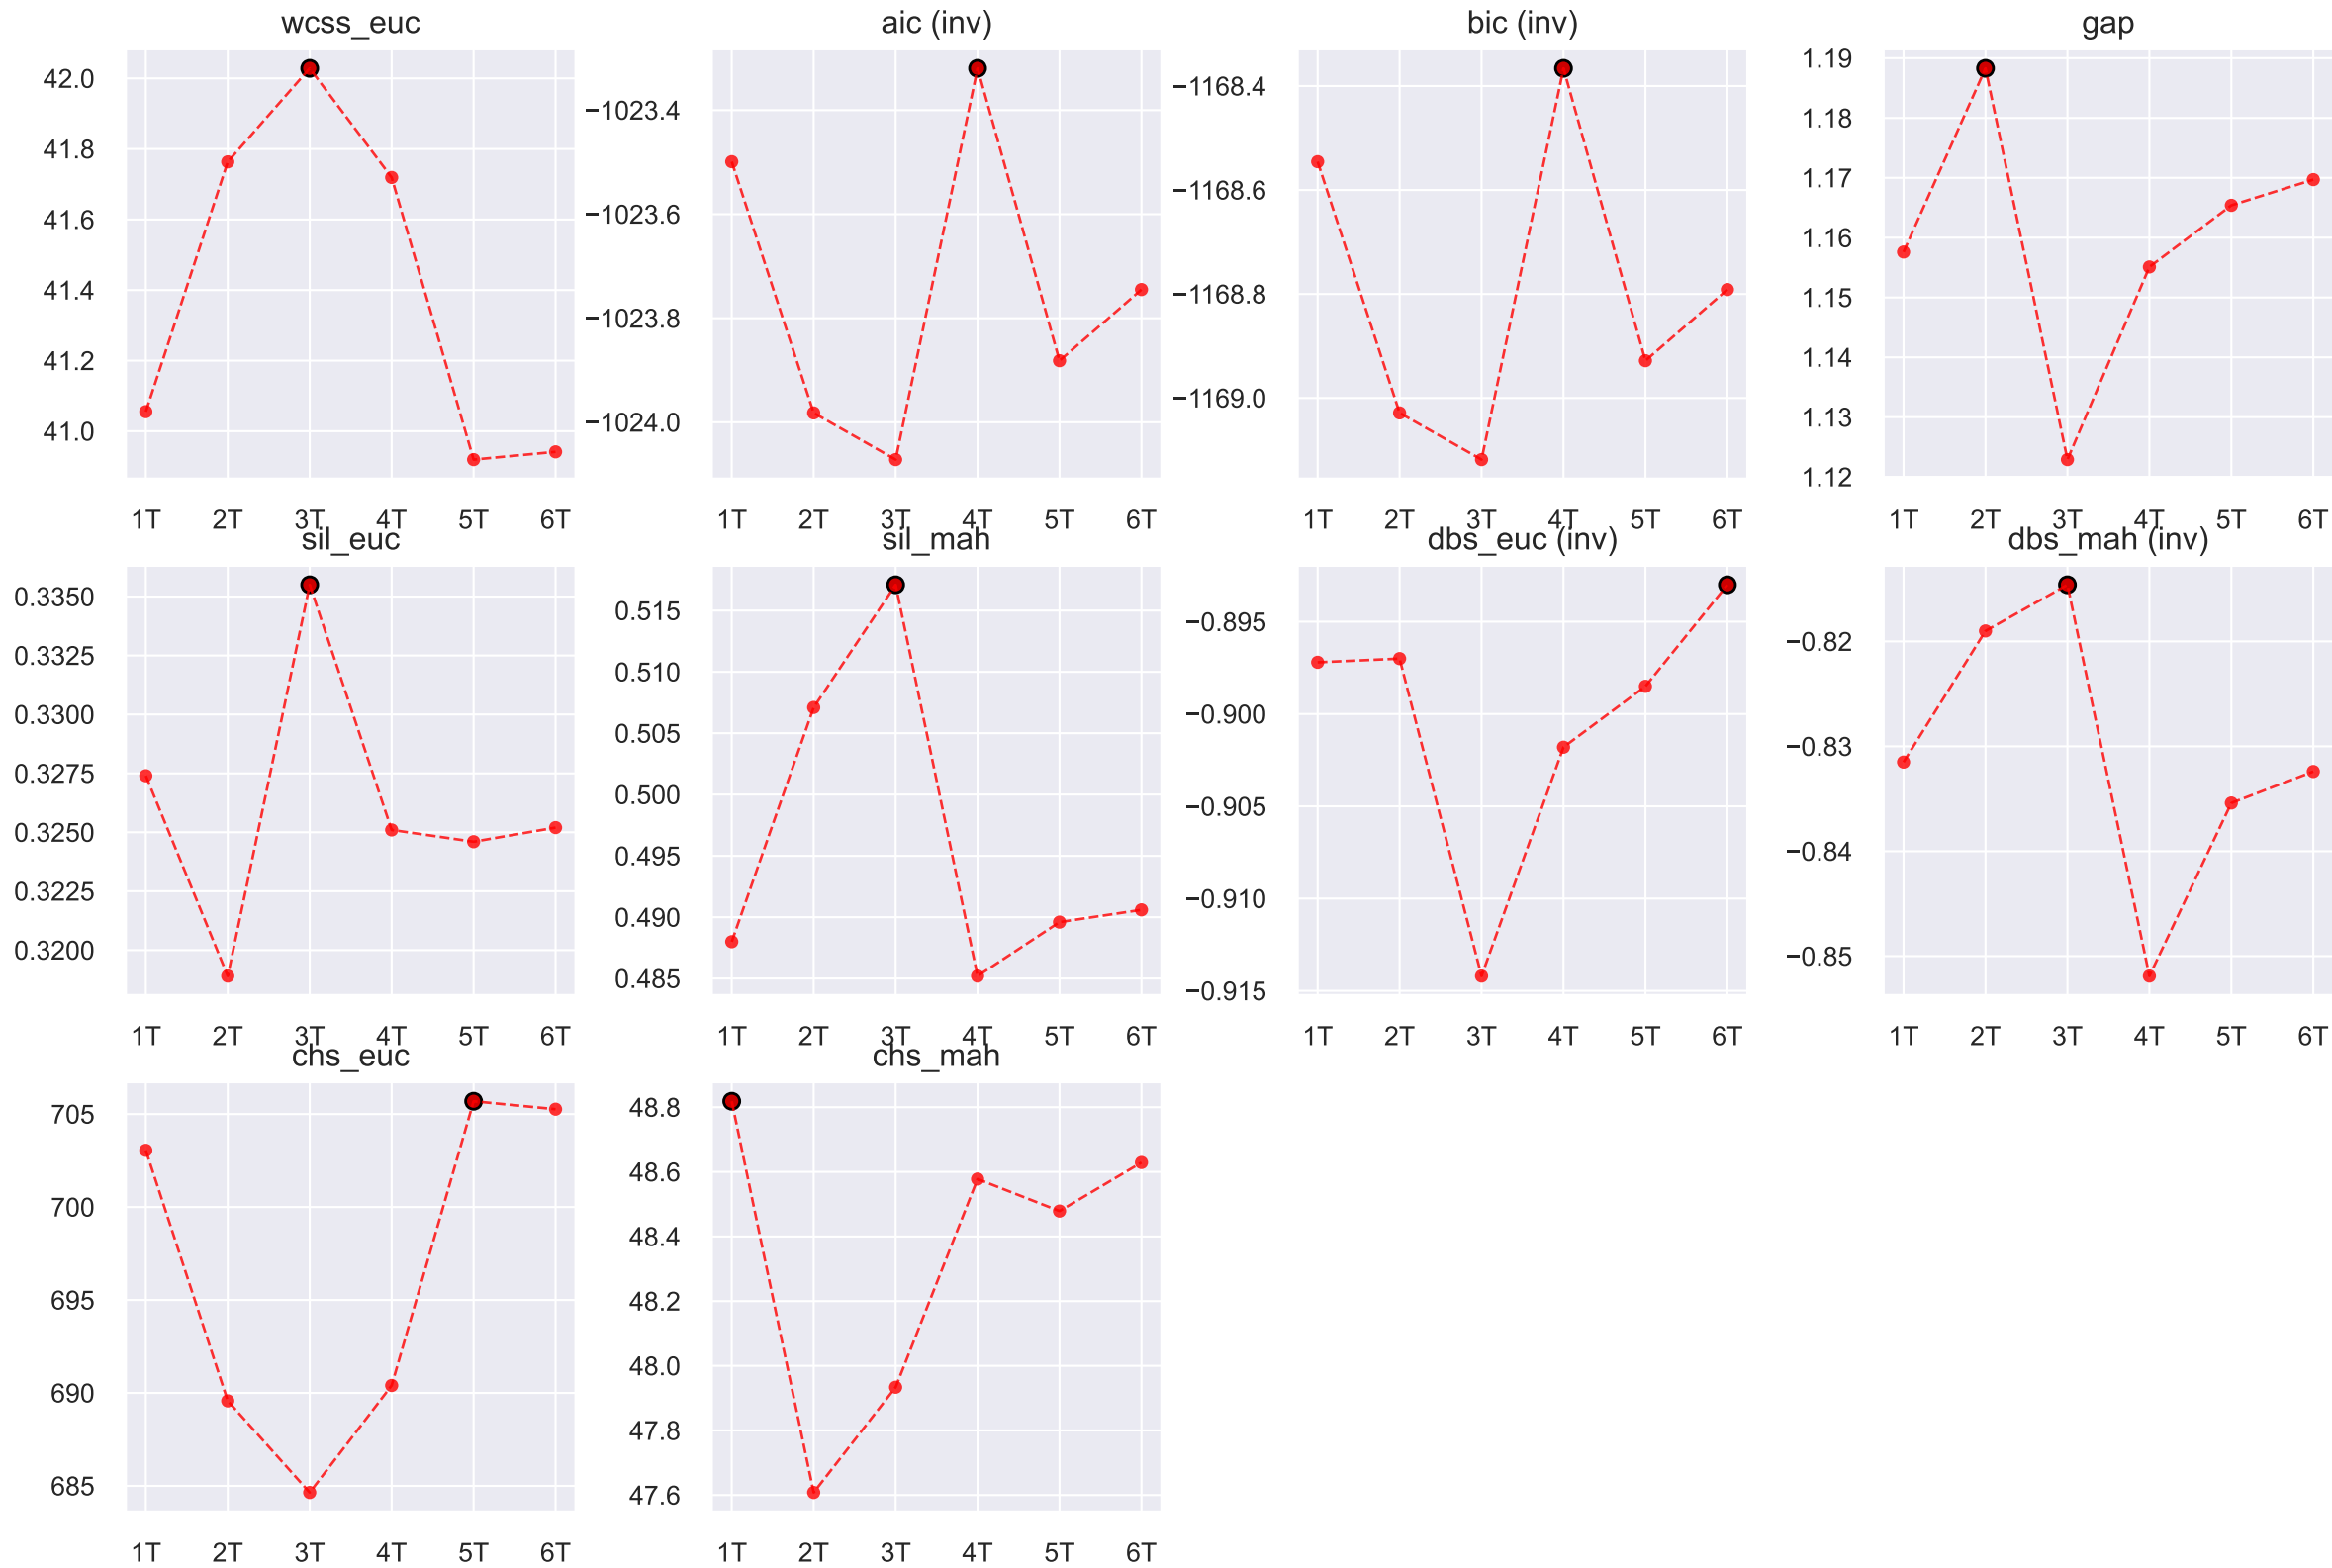 wcss_euc
42.0
41.8
41.6
41.4
41.2
41.0
1T 2T 3T 4T 5T 6T
aic (inv)
−1023.4
−1023.6
−1023.8
−1024.0
1T 2T 3T 4T 5T 6T
bic (inv)
−1168.4
−1168.6
−1168.8
−1169.0
1T 2T 3T 4T 5T 6T
gap
1.19
1.18
1.17
1.16
1.15
1.14
1.13
1.12
1T 2T 3T 4T 5T 6T
sil_euc
0.3350
0.3325
0.3300
0.3275
0.3250
0.3225
0.3200
1T 2T 3T 4T 5T 6T
sil_mah
0.515
0.510
0.505
0.500
0.495
0.490
0.485
1T 2T 3T 4T 5T 6T
dbs_euc (inv)
−0.895
−0.900
−0.905
−0.910
−0.915
1T 2T 3T 4T 5T 6T
dbs_mah (inv)
−0.82
−0.83
−0.84
−0.85
1T 2T 3T 4T 5T 6T
chs_euc
705
700
695
690
685
1T 2T 3T 4T 5T 6T
chs_mah
48.8
48.6
48.4
48.2
48.0
47.8
47.6
1T 2T 3T 4T 5T 6T